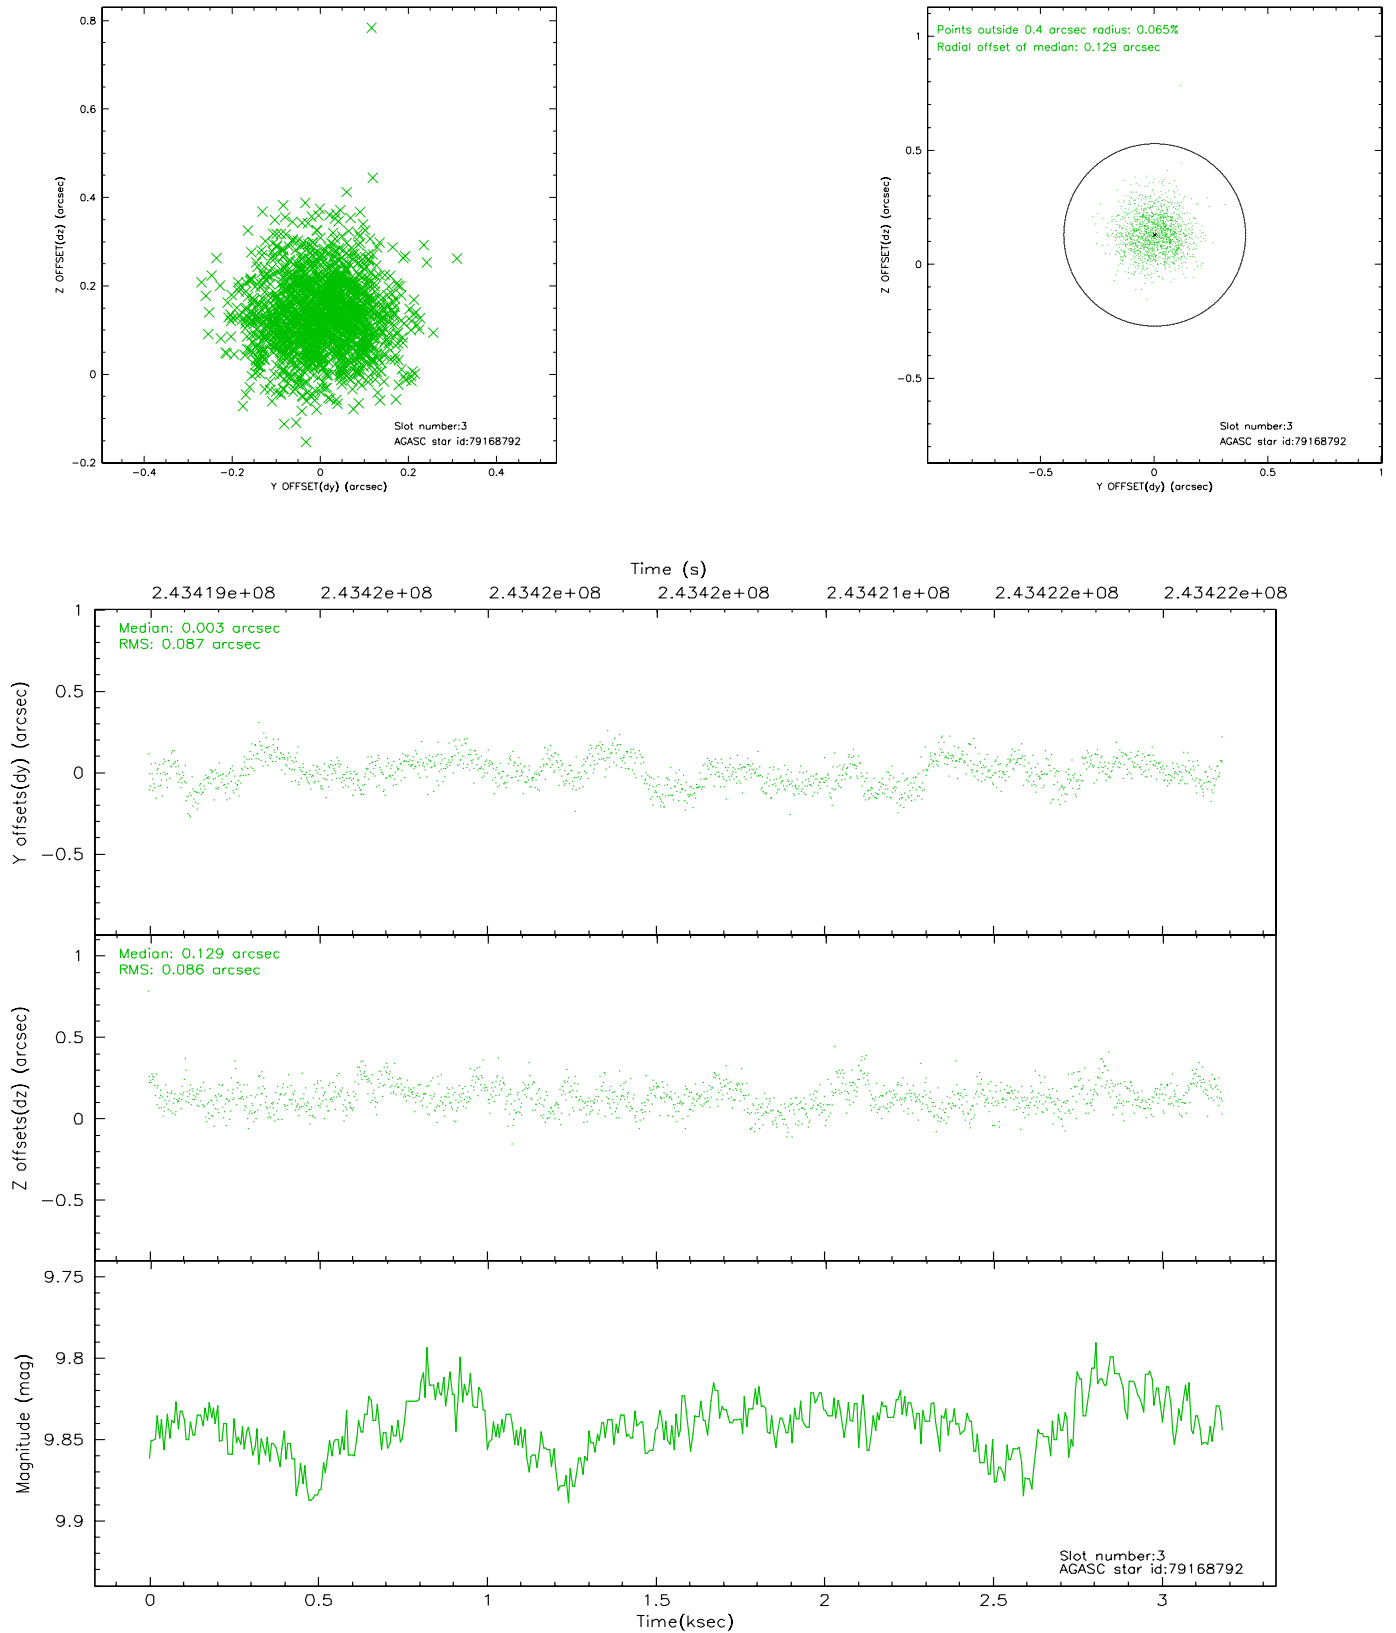 0.8
0.6
0.4
0.2
0
−0.2
−0.4
−0.2
0
0.2
0.4
Z OFFSET(dz) (arcsec)
Y OFFSET(dy) (arcsec)
Slot number:3
AGASC star id:79168792
Points outside 0.4 arcsec radius: 0.065%
Radial offset of median: 0.129 arcsec
1
0.5
0
−0.5
−0.5
0
0.5
1
Z OFFSET(dz) (arcsec)
Y OFFSET(dy) (arcsec)
Slot number:3
AGASC star id:79168792
Time (s)
2.43419e+08 2.4342e+08 2.4342e+08 2.4342e+08 2.43421e+08 2.43422e+08 2.43422e+08
Median: 0.003 arcsec
RMS: 0.087 arcsec
1
0.5
0
−0.5
Y offsets(dy) (arcsec)
Median: 0.129 arcsec
RMS: 0.086 arcsec
1
0.5
0
−0.5
Z offsets(dz) (arcsec)
9.75
9.8
9.85
9.9
Magnitude (mag)
Slot number:3
AGASC star id:79168792
0 0.5 1 1.5 2 2.5 3
Time(ksec)